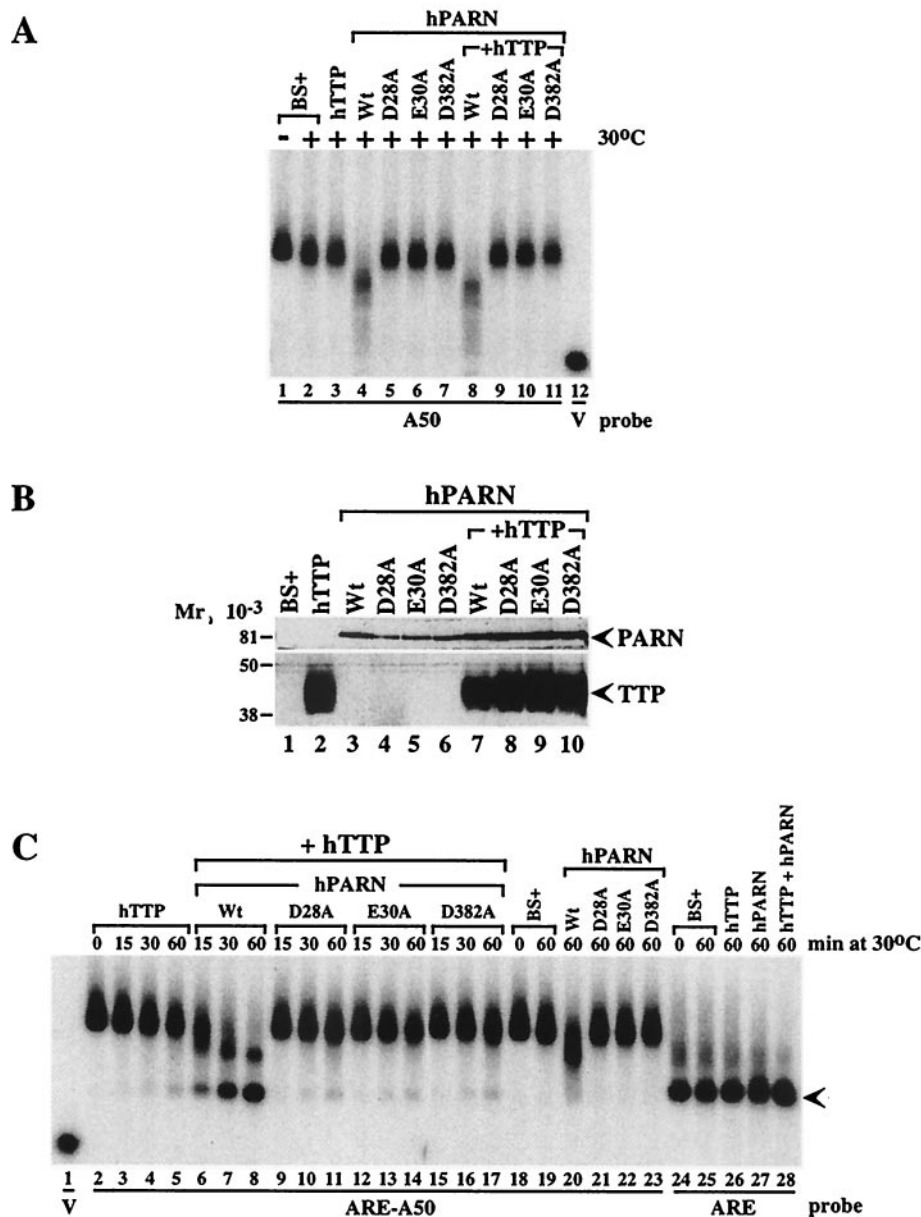 A
hPARN
+hTTP
BS+ hTTP Wt D28A E30A D382A Wt D28A E30A D382A
- + + + + + + + + + + 30ºC
1 2 3 4 5 6 7 8 9 10 11 12
A50 V probe
B
hPARN
+hTTP
BS+ hTTP Wt D28A E30A D382A Wt D28A E30A D382A
Mr, 10-3
81 PARN
50
TTP
38
1 2 3 4 5 6 7 8 9 10
C
+ hTTP
hPARN hPARN
hTTP Wt D28A E30A D382A BS+ Wt D28A E30A D382A BS+ hTTP hPARN hTTP + hPARN
0 15 30 60 15 30 60 15 30 60 15 30 60 15 30 60 0 60 60 60 60 60 0 60 60 60 60 min at 30ºC
1 2 3 4 5 6 7 8 9 10 11 12 13 14 15 16 17 18 19 20 21 22 23 24 25 26 27 28
V ARE-A50 ARE probe